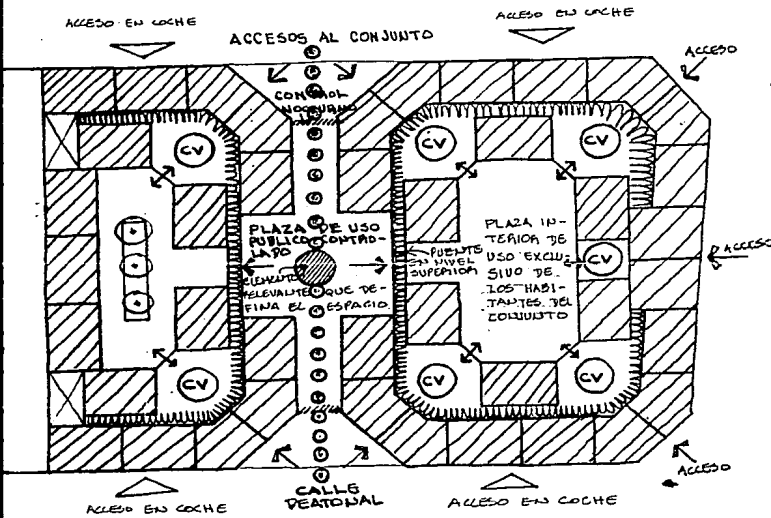 ACCESO EN COCHE
ACCESO EN COCHE
ACCESOS AL CONJUNTO
ACCESO
CONTROL
NOCTURNO
CV
CV
CV
PLAZA DE USO
PUBLICO CONTRO-
LADO
ELEMENTO
RELEVANTE QUE DE-
FINA EL ESPACIO.
PUENTE
EN NIVEL
SUPERIOR
PLAZA IN-
TERIOR DE
USO EXCLU-
SIVO DE
LOS HABI-
TANTES DEL
CONJUNTO
CV
ACCESO
CV
CV
CV
ACCESO
CALLE
PEATONAL
ACCESO EN COCHE
ACCESO EN COCHE